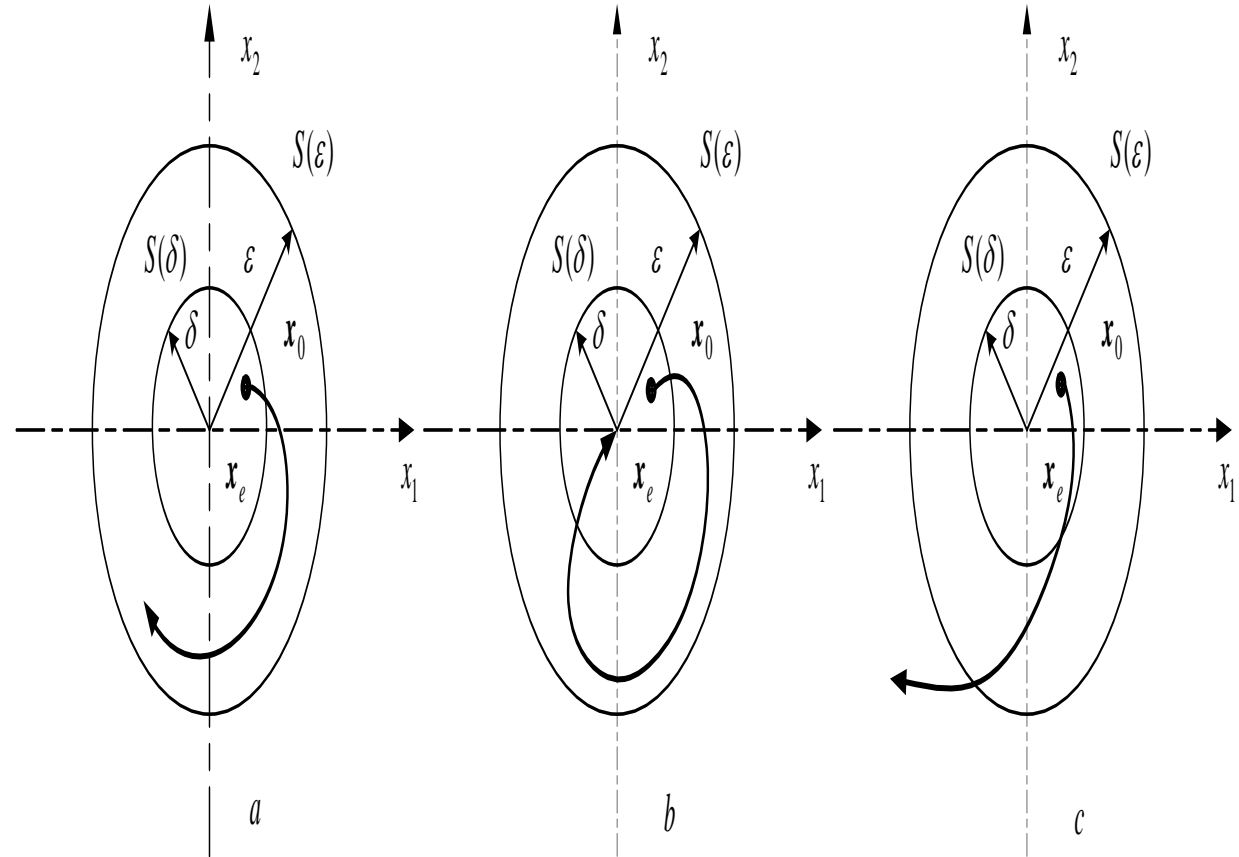 x₂ x₂ x₂
S(ε) S(ε) S(ε)
S(δ) ε S(δ) ε S(δ) ε
δ x₀ δ x₀ δ x₀
xₑ x₁ xₑ x₁ xₑ x₁
a b c